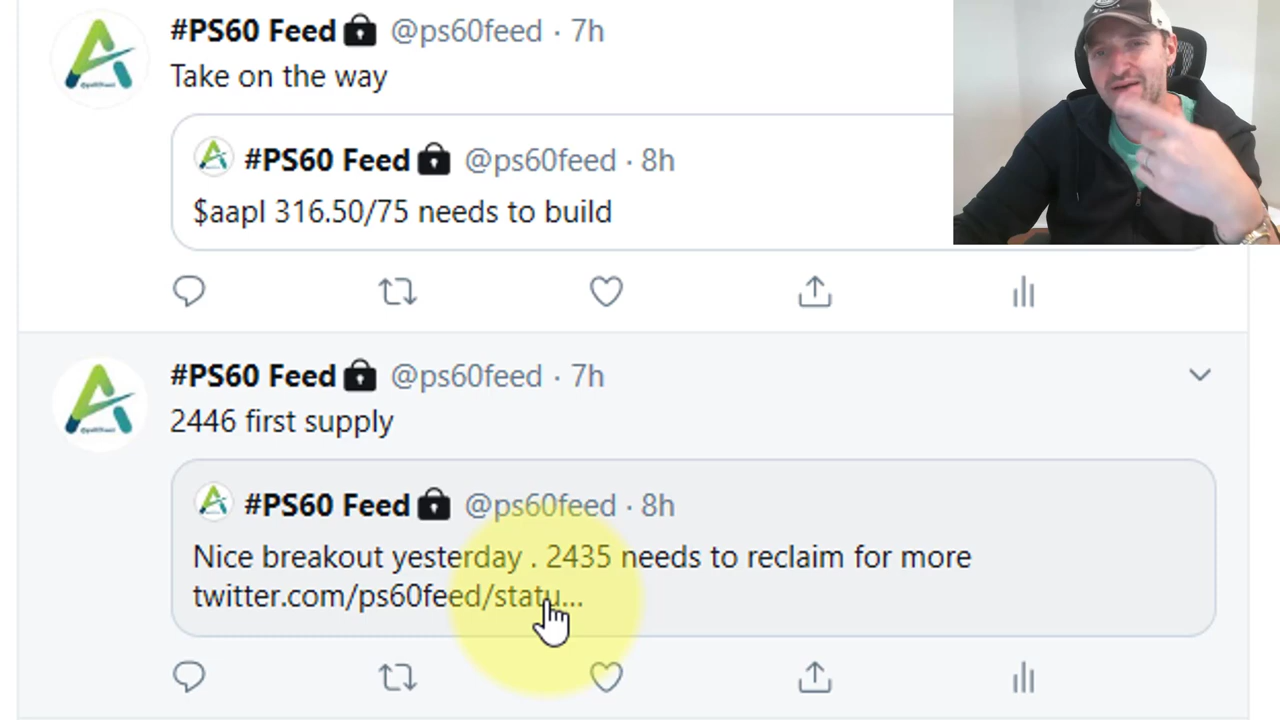 #PS60 Feed @ps60feed · 7h
Take on the way
#PS60 Feed @ps60feed · 8h
$aapl 316.50/75 needs to build
#PS60 Feed @ps60feed · 7h
2446 first supply
#PS60 Feed @ps60feed · 8h
Nice breakout yesterday . 2435 needs to reclaim for more
twitter.com/ps60feed/statu...